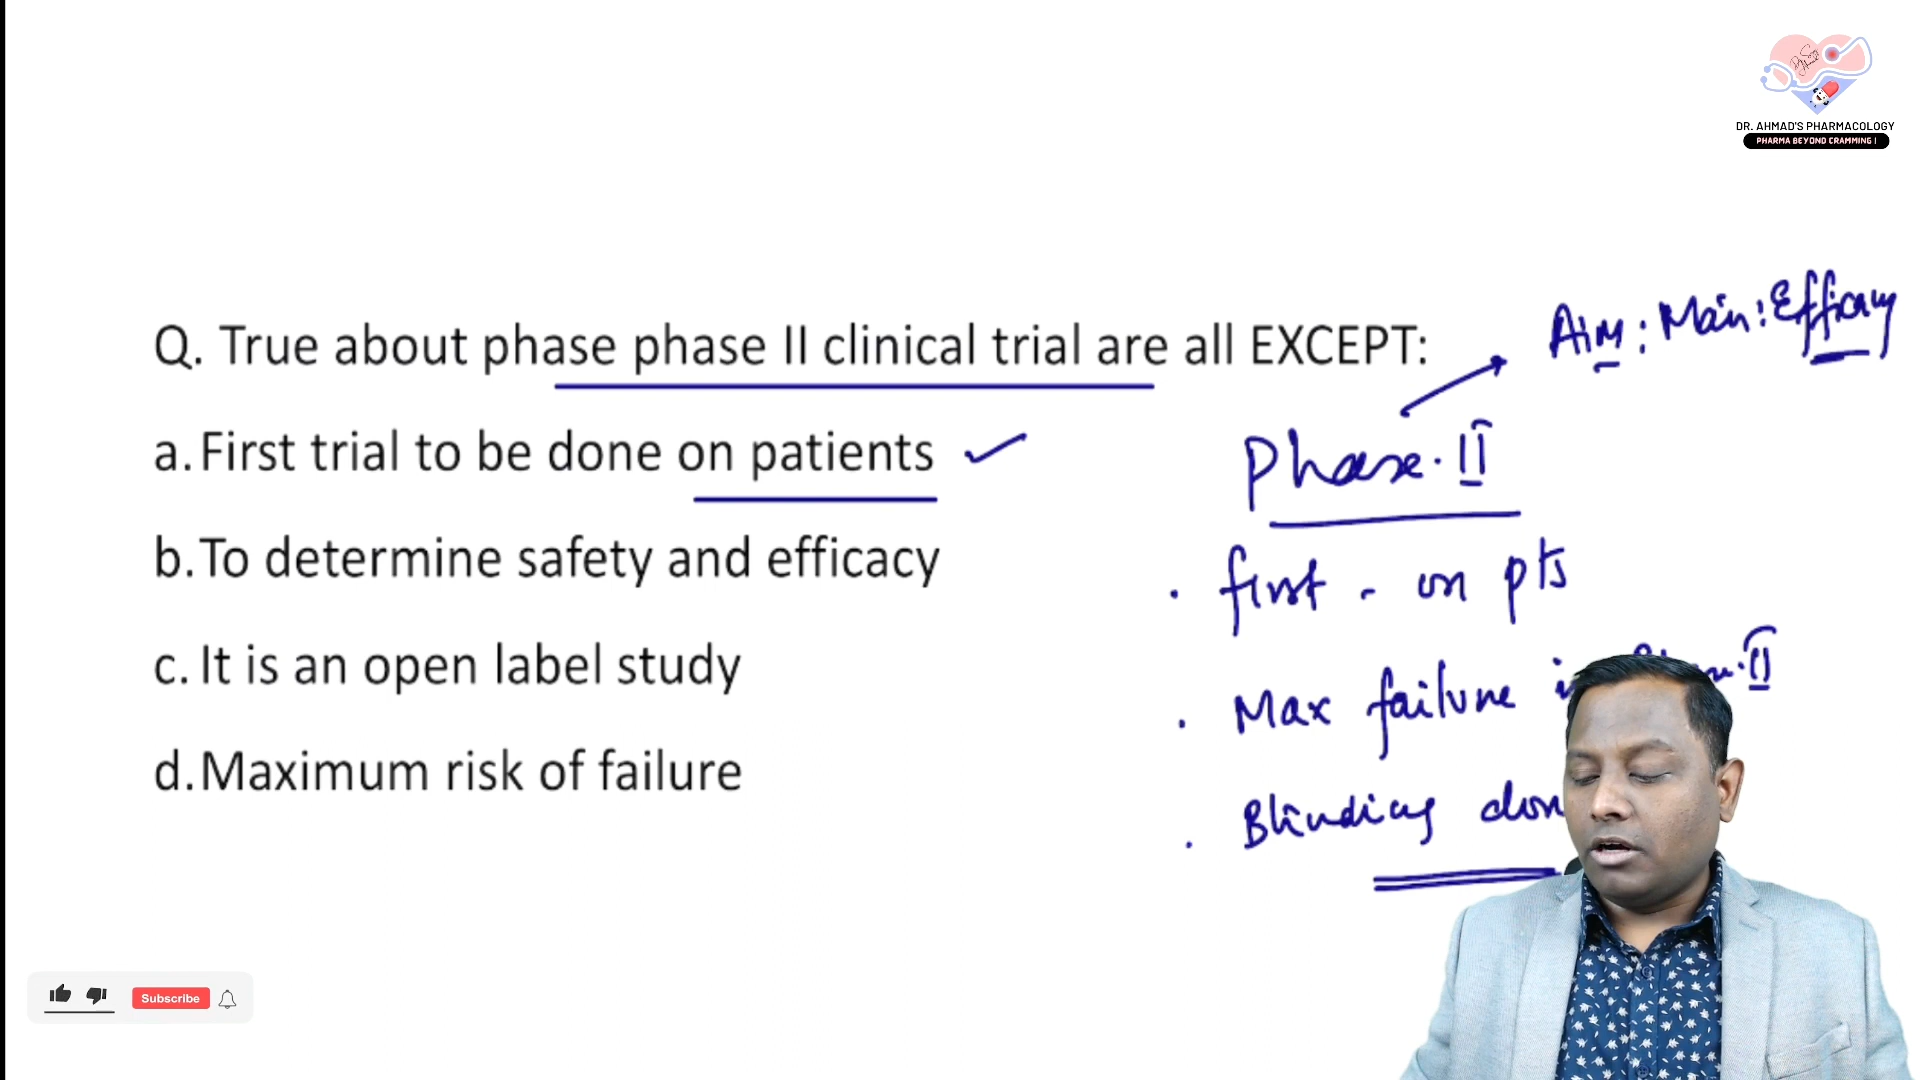 DR. AHMAD'S PHARMACOLOGY
PHARMA BEYOND CRAMMING !
Q. True about phase phase II clinical trial are all EXCEPT:
a. First trial to be done on patients
b. To determine safety and efficacy
c. It is an open label study
d. Maximum risk of failure
Aim : Main : Efficacy
Phase · II
· first - on pts
· Max failure II
· Blinding
Subscribe